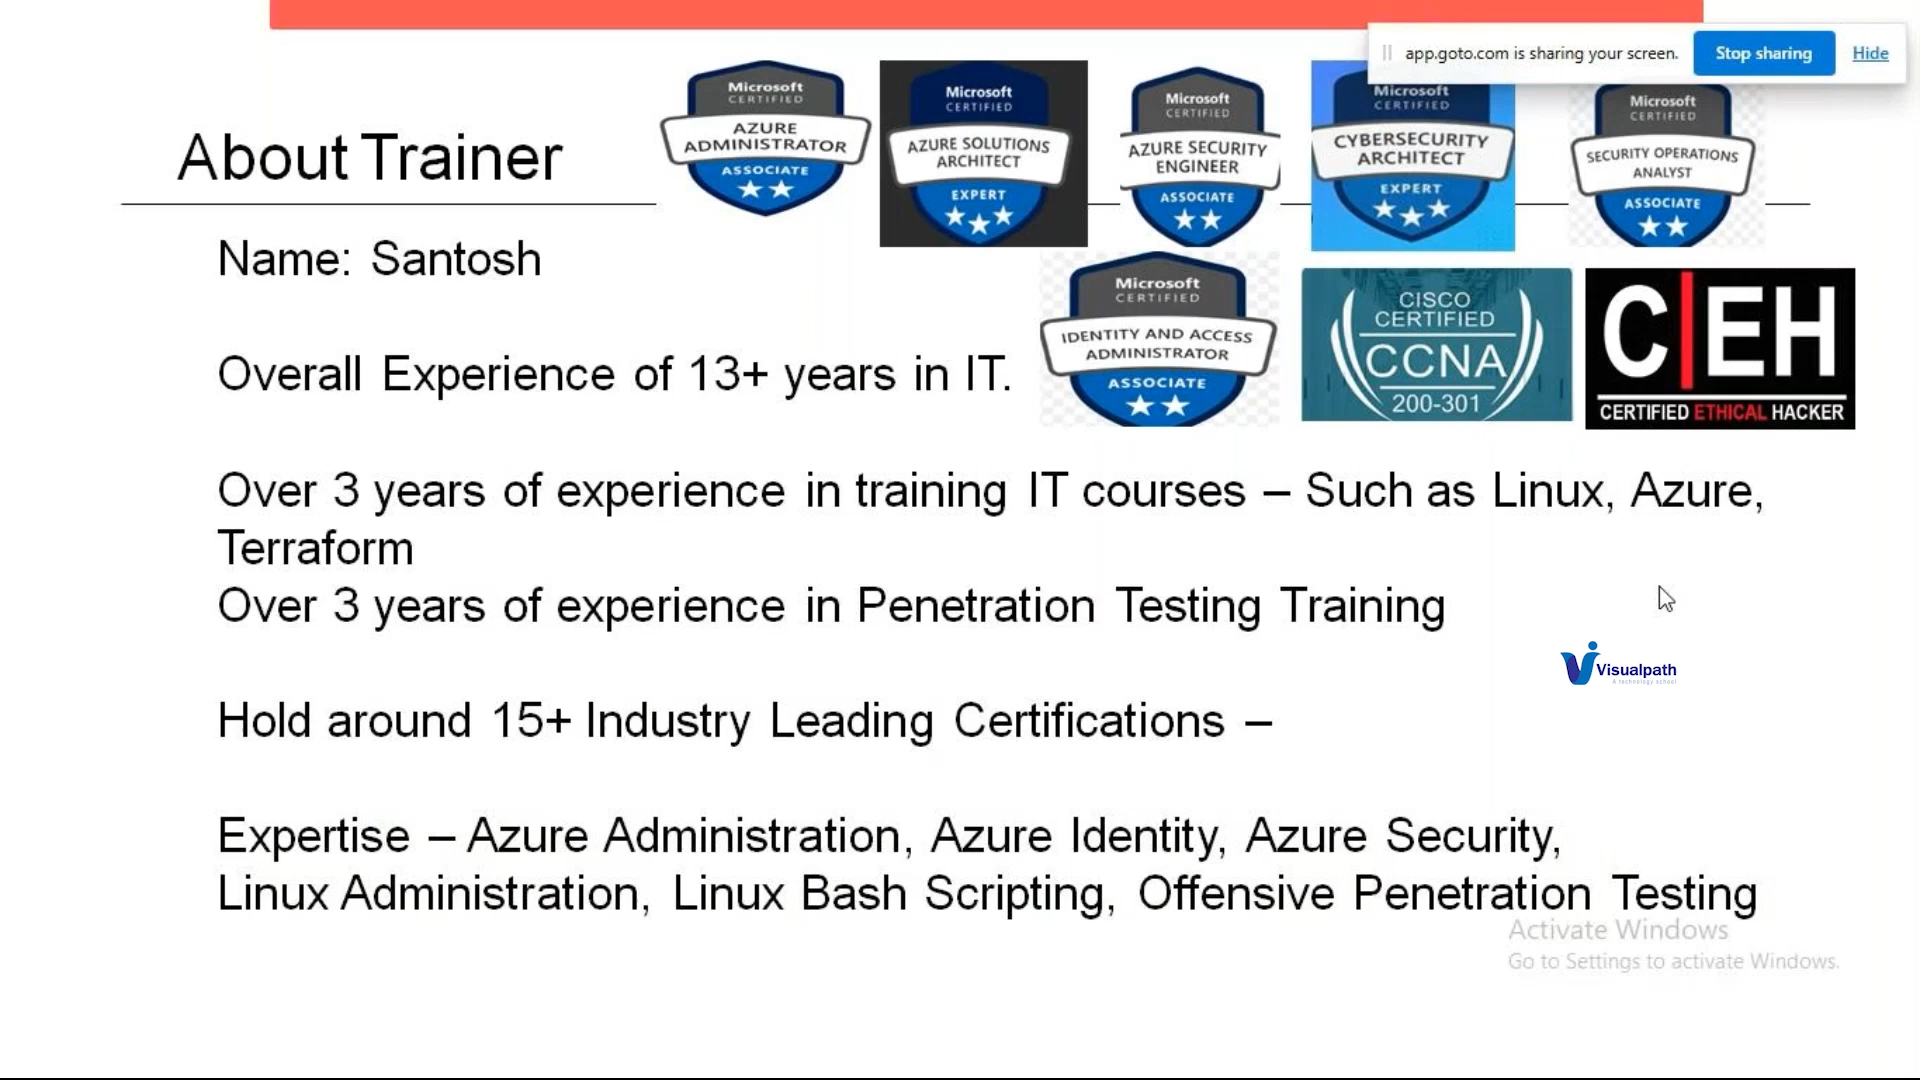 app.goto.com is sharing your screen. Stop sharing Hide
About Trainer
Microsoft
CERTIFIED
AZURE
ADMINISTRATOR
ASSOCIATE
Microsoft
CERTIFIED
AZURE SOLUTIONS
ARCHITECT
EXPERT
Microsoft
CERTIFIED
AZURE SECURITY
ENGINEER
ASSOCIATE
Microsoft
CERTIFIED
CYBERSECURITY
ARCHITECT
EXPERT
Microsoft
CERTIFIED
SECURITY OPERATIONS
ANALYST
ASSOCIATE
Microsoft
CERTIFIED
IDENTITY AND ACCESS
ADMINISTRATOR
ASSOCIATE
CISCO
CERTIFIED
CCNA
200-301
C|EH
CERTIFIED ETHICAL HACKER
Name: Santosh
Overall Experience of 13+ years in IT.
Over 3 years of experience in training IT courses – Such as Linux, Azure,
Terraform
Over 3 years of experience in Penetration Testing Training
Visualpath
A technology school
Hold around 15+ Industry Leading Certifications –
Expertise – Azure Administration, Azure Identity, Azure Security,
Linux Administration, Linux Bash Scripting, Offensive Penetration Testing
Activate Windows
Go to Settings to activate Windows.